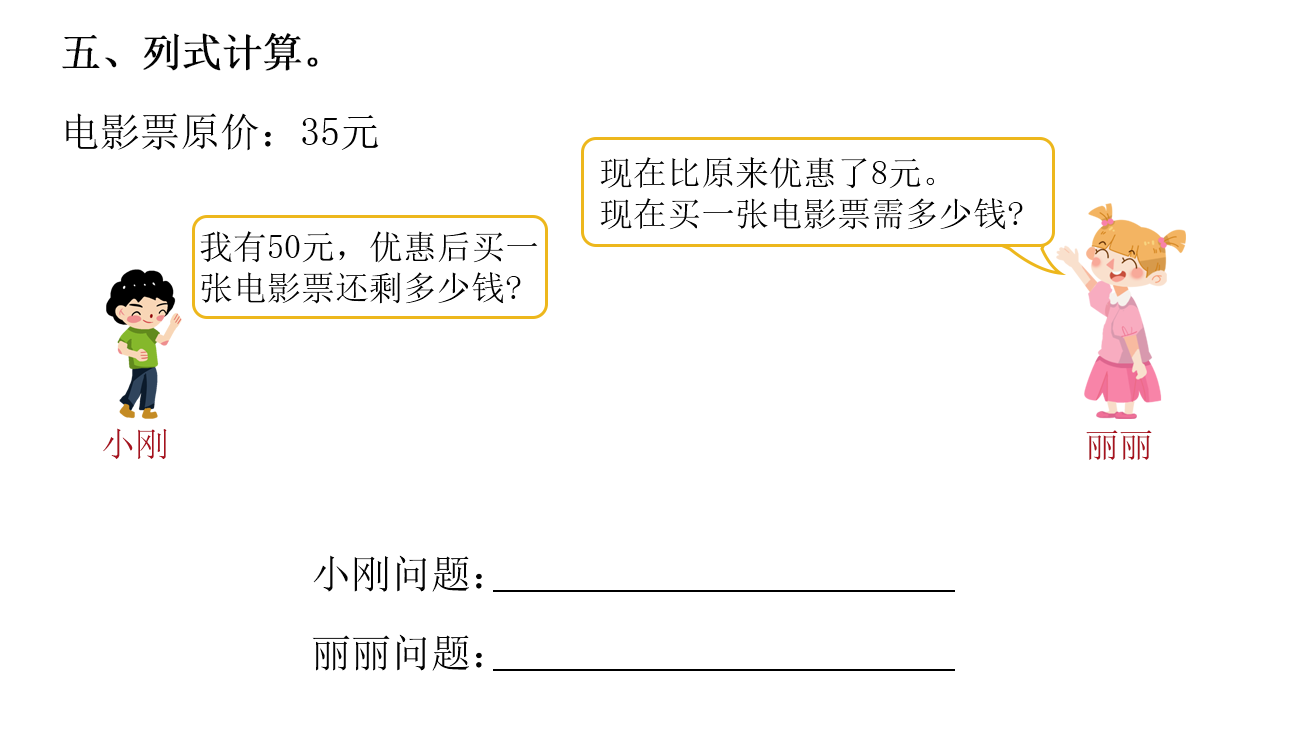 五、列式计算。
电影票原价：35元
现在比原来优惠了8元。
现在买一张电影票需多少钱?
我有50元，优惠后买一
张电影票还剩多少钱?
小刚
丽丽
小刚问题：
丽丽问题：